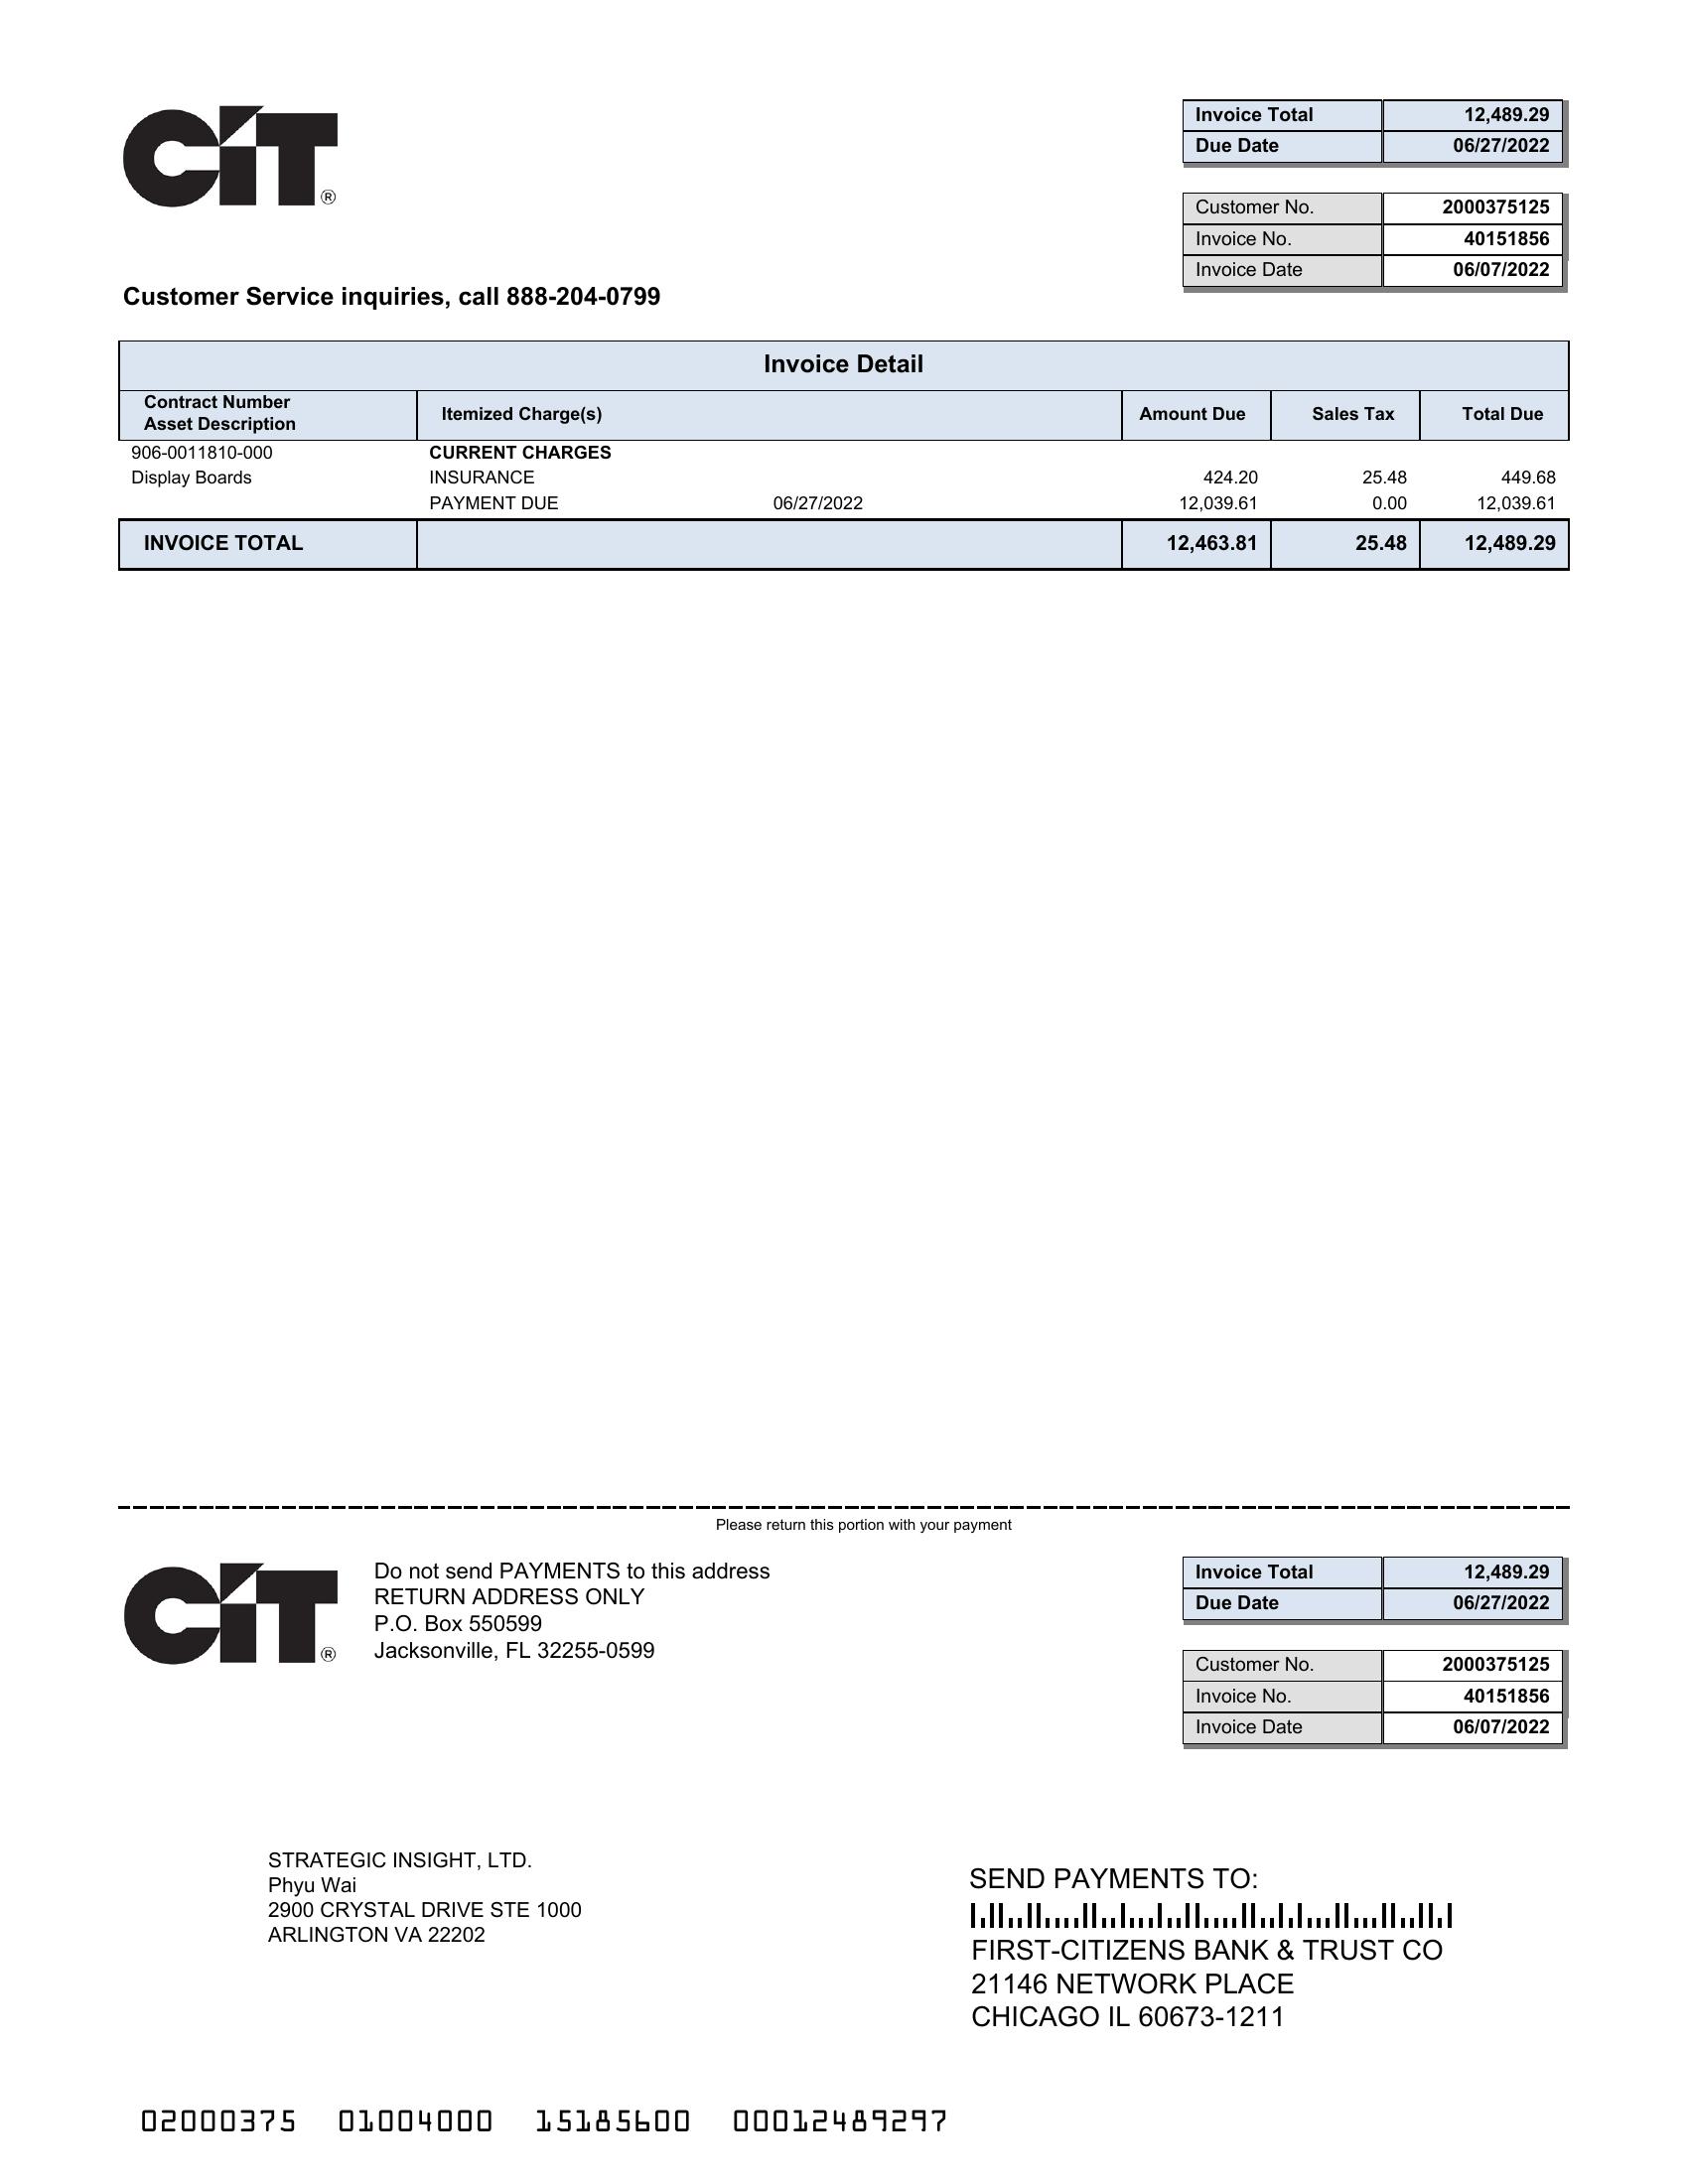 CiT®
Invoice Total 12,489.29
Due Date 06/27/2022
Customer No. 2000375125
Invoice No. 40151856
Invoice Date 06/07/2022
Customer Service inquiries, call 888-204-0799
Invoice Detail
Contract Number
Asset Description
Itemized Charge(s) Amount Due Sales Tax Total Due
906-0011810-000 CURRENT CHARGES
Display Boards INSURANCE 424.20 25.48 449.68
PAYMENT DUE 06/27/2022 12,039.61 0.00 12,039.61
INVOICE TOTAL 12,463.81 25.48 12,489.29
Please return this portion with your payment
CiT®
Do not send PAYMENTS to this address
RETURN ADDRESS ONLY
P.O. Box 550599
Jacksonville, FL 32255-0599
Invoice Total 12,489.29
Due Date 06/27/2022
Customer No. 2000375125
Invoice No. 40151856
Invoice Date 06/07/2022
STRATEGIC INSIGHT, LTD.
Phyu Wai
2900 CRYSTAL DRIVE STE 1000
ARLINGTON VA 22202
SEND PAYMENTS TO:
FIRST-CITIZENS BANK & TRUST CO
21146 NETWORK PLACE
CHICAGO IL 60673-1211
02000375 01004000 15185600 00012489297